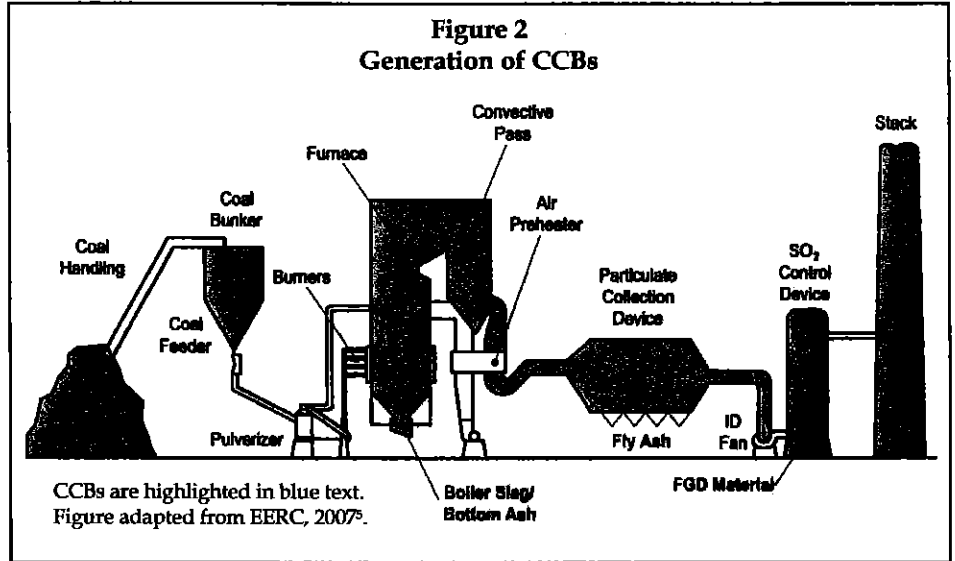 Figure 2
Generation of CCBs
Convective
Pass
Stack
Furnace
Coal
Bunker
Air
Preheater
Coal
Handling
SO₂
Control
Device
Burners
Particulate
Collection
Device
Coal
Feeder
Pulverizer
Fly Ash
ID
Fan
Boiler Slag/
Bottom Ash
FGD Material
CCBs are highlighted in blue text.
Figure adapted from EERC, 2007⁵.